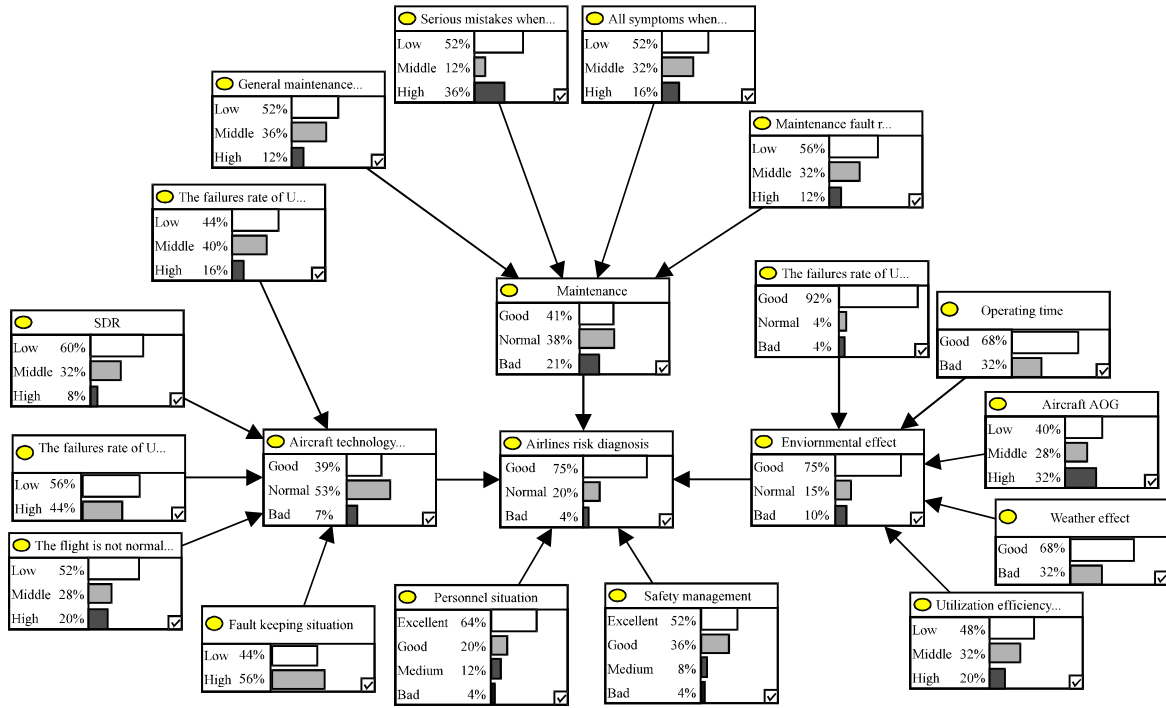 Serious mistakes when...
Low 52%
Middle 12%
High 36%
All symptoms when...
Low 52%
Middle 32%
High 16%
General maintenance...
Low 52%
Middle 36%
High 12%
Maintenance fault r...
Low 56%
Middle 32%
High 12%
The failures rate of U...
Low 44%
Middle 40%
High 16%
Maintenance
Good 41%
Normal 38%
Bad 21%
The failures rate of U...
Good 92%
Normal 4%
Bad 4%
Operating time
Good 68%
Bad 32%
SDR
Low 60%
Middle 32%
High 8%
Aircraft AOG
Low 40%
Middle 28%
High 32%
The failures rate of U...
Low 56%
High 44%
Aircraft technology...
Good 39%
Normal 53%
Bad 7%
Airlines risk diagnosis
Good 75%
Normal 20%
Bad 4%
Enviornmental effect
Good 75%
Normal 15%
Bad 10%
Weather effect
Good 68%
Bad 32%
The flight is not normal...
Low 52%
Middle 28%
High 20%
Fault keeping situation
Low 44%
High 56%
Personnel situation
Excellent 64%
Good 20%
Medium 12%
Bad 4%
Safety management
Excellent 52%
Good 36%
Medium 8%
Bad 4%
Utilization efficiency...
Low 48%
Middle 32%
High 20%